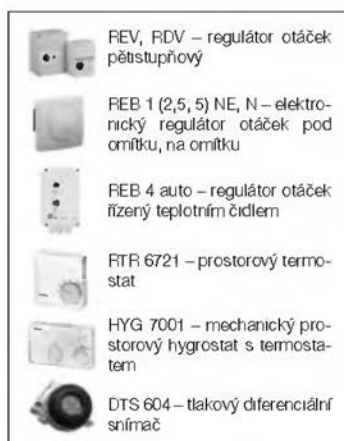 REV, RDV – regulátor otáček
pětistupňový
REB 1 (2,5, 5) NE, N – elektro-
nický regulátor otáček pod
omítku, na omítku
REB 4 auto – regulátor otáček
řízený teplotním čidlem
RTR 6721 – prostorový termo-
stat
HYG 7001 – mechanický pro-
storový hygrostat s termosta-
tem
DTS 604 – tlakový diferenciální
snímač